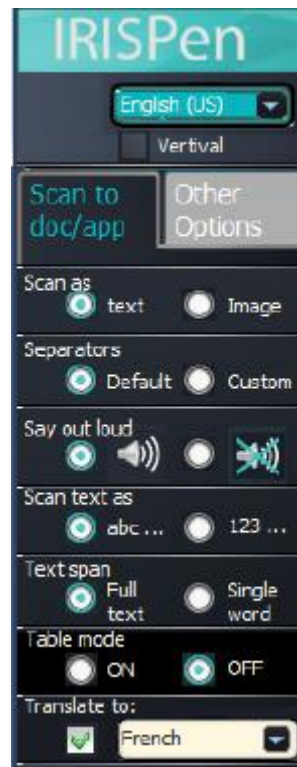 IRISPen
English (US)
Vertival
Scan to Other
doc/app Options
Scan as
text Image
Separators
Default Custom
Say out loud
Scan text as
abc ... 123 ...
Text span
Full text Single word
Table mode
ON OFF
Translate to:
French